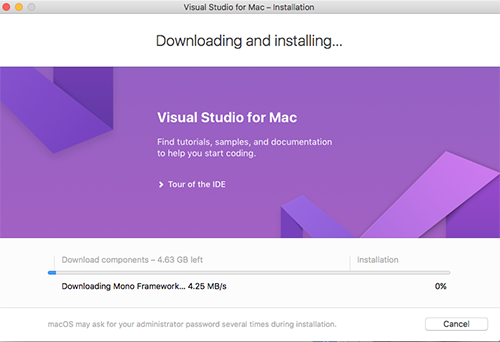 Visual Studio for Mac – Installation
Downloading and installing...
Visual Studio for Mac
Find tutorials, samples, and documentation
to help you start coding.
Tour of the IDE
Download components – 4.63 GB left
Installation
Downloading Mono Framework... 4.25 MB/s
0%
macOS may ask for your administrator password several times during installation.
Cancel